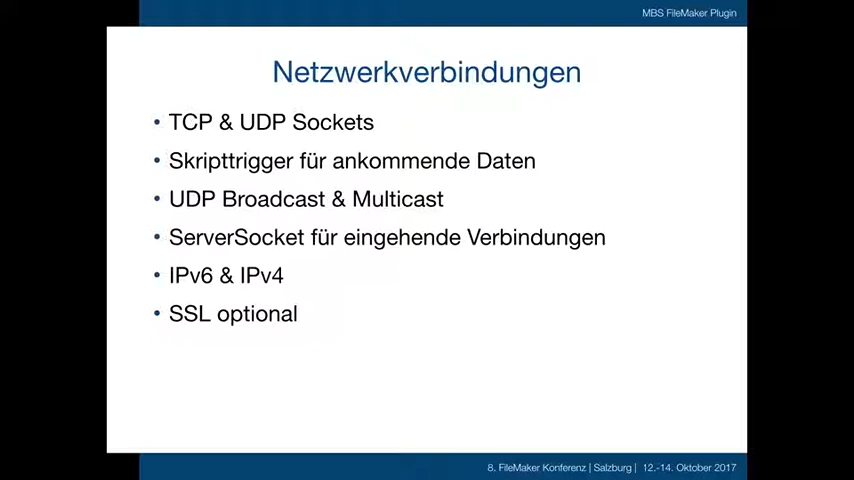 MBS FileMaker Plugin
Netzwerkverbindungen
• TCP & UDP Sockets
• Skripttrigger für ankommende Daten
• UDP Broadcast & Multicast
• ServerSocket für eingehende Verbindungen
• IPv6 & IPv4
• SSL optional
8. FileMaker Konferenz | Salzburg | 12.-14. Oktober 2017